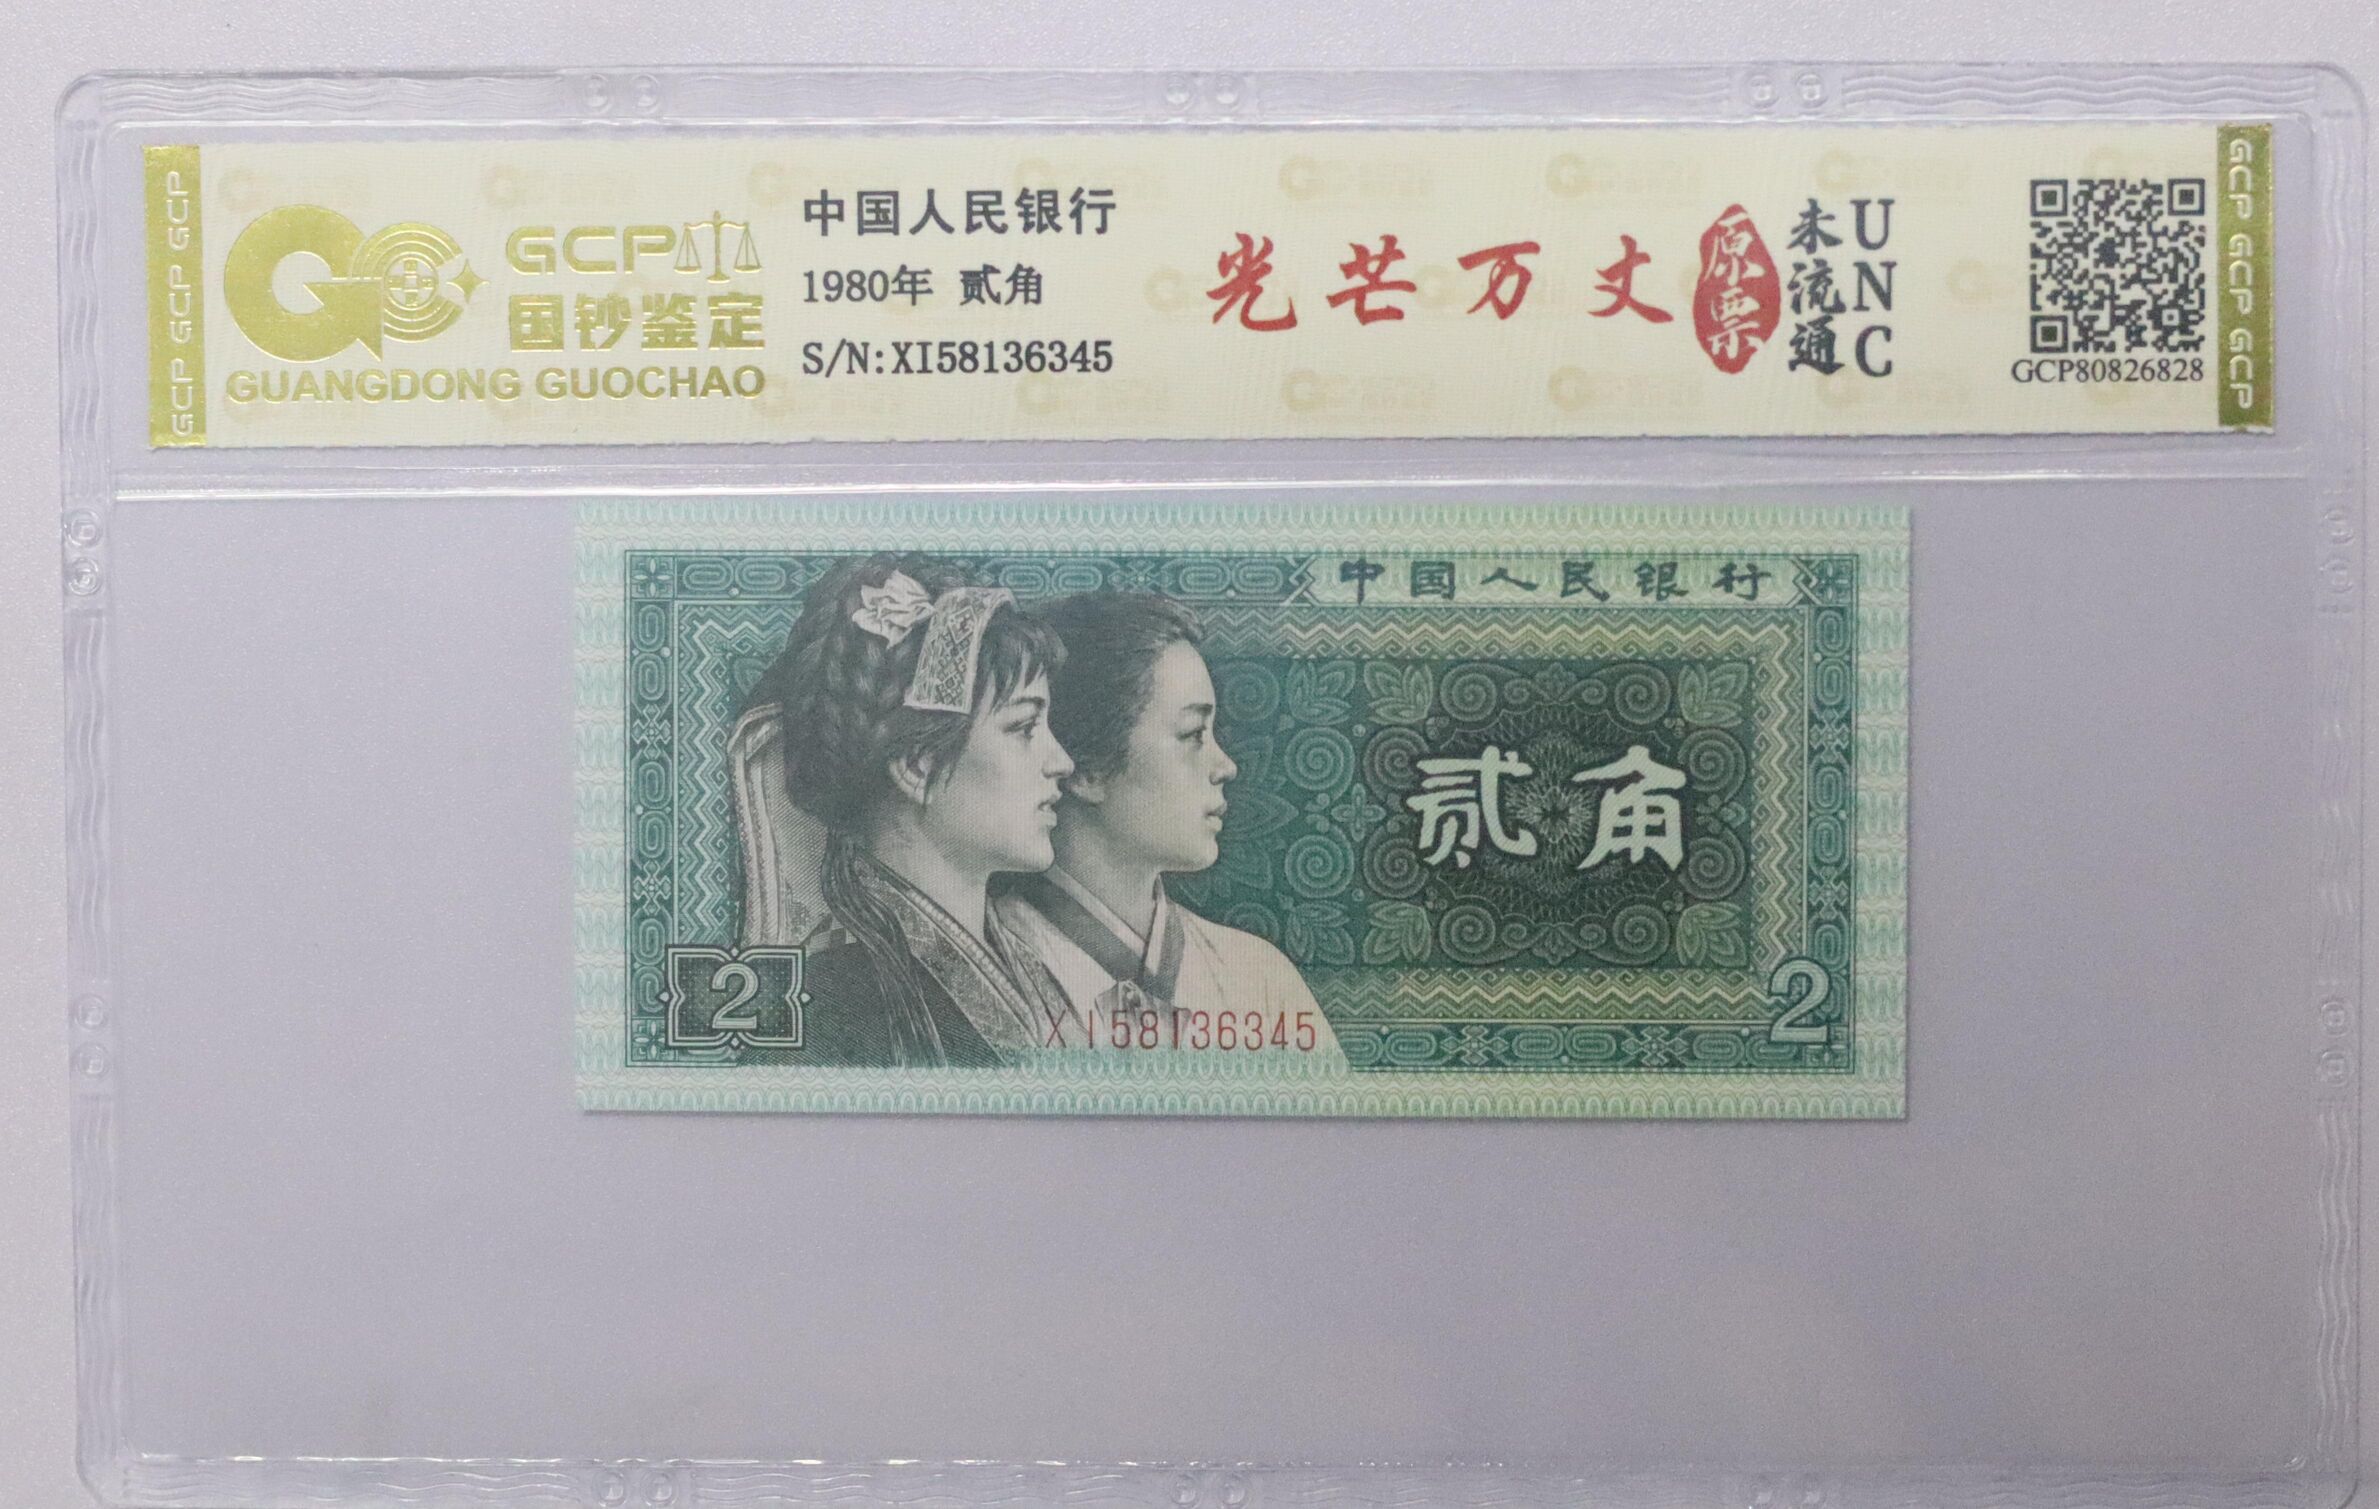 GCP GCP GCP
GCP
国钞鉴定
GUANGDONG GUOCHAO
中国人民银行
1980年 贰角
S/N:XI58136345
光芒万丈
原票
未流通
UNC
GCP80826828
GCP GCP GCP
中国人民银行
贰角
2
XI58136345
2